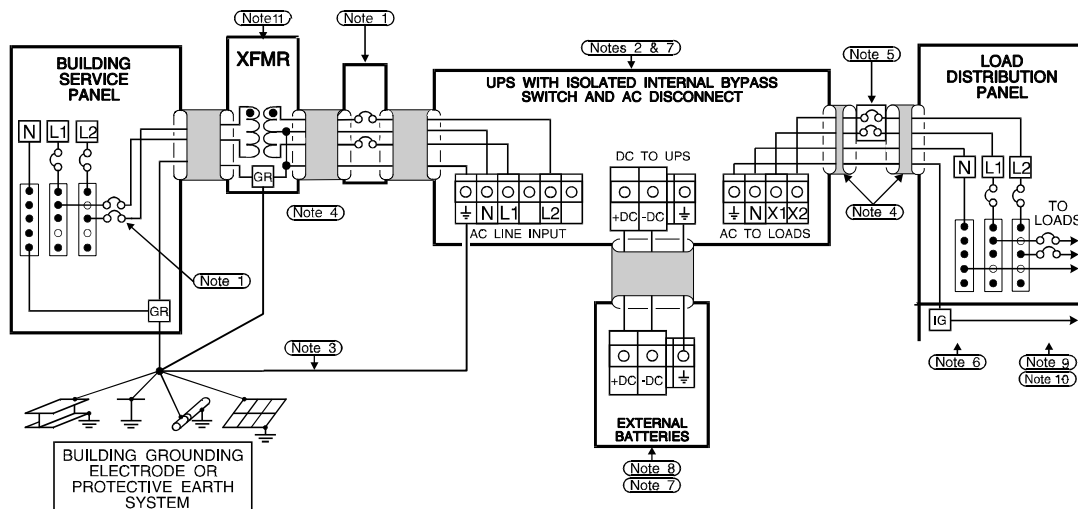 Note11
Note 1
Notes 2 & 7
Note 5
BUILDING
SERVICE
PANEL
XFMR
UPS WITH ISOLATED INTERNAL BYPASS
SWITCH AND AC DISCONNECT
LOAD
DISTRIBUTION
PANEL
N L1 L2
DC TO UPS
N L1 L2
GR
Note 4
+DC -DC
N L1 L2
AC LINE INPUT
N X1 X2
AC TO LOADS
Note 4
TO
LOADS
Note 1
GR
IG
Note 3
Note 6
Note 9
Note 10
+DC -DC
EXTERNAL
BATTERIES
Note 8
Note 7
BUILDING GROUNDING
ELECTRODE OR
PROTECTIVE EARTH
SYSTEM